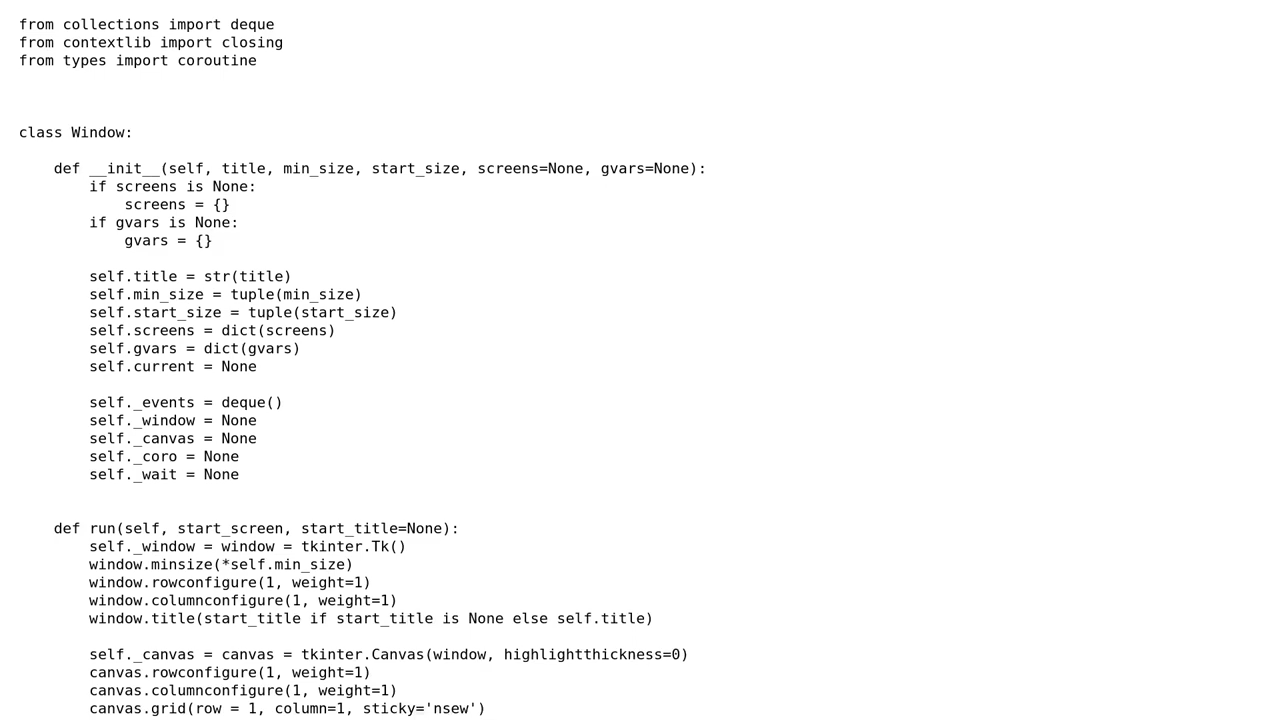 from collections import deque
from contextlib import closing
from types import coroutine
class Window:
    def __init__(self, title, min_size, start_size, screens=None, gvars=None):
        if screens is None:
            screens = {}
        if gvars is None:
            gvars = {}
        self.title = str(title)
        self.min_size = tuple(min_size)
        self.start_size = tuple(start_size)
        self.screens = dict(screens)
        self.gvars = dict(gvars)
        self.current = None
        self._events = deque()
        self._window = None
        self._canvas = None
        self._coro = None
        self._wait = None
    def run(self, start_screen, start_title=None):
        self._window = window = tkinter.Tk()
        window.minsize(*self.min_size)
        window.rowconfigure(1, weight=1)
        window.columnconfigure(1, weight=1)
        window.title(start_title if start_title is None else self.title)
        self._canvas = canvas = tkinter.Canvas(window, highlightthickness=0)
        canvas.rowconfigure(1, weight=1)
        canvas.columnconfigure(1, weight=1)
        canvas.grid(row = 1, column=1, sticky='nsew')